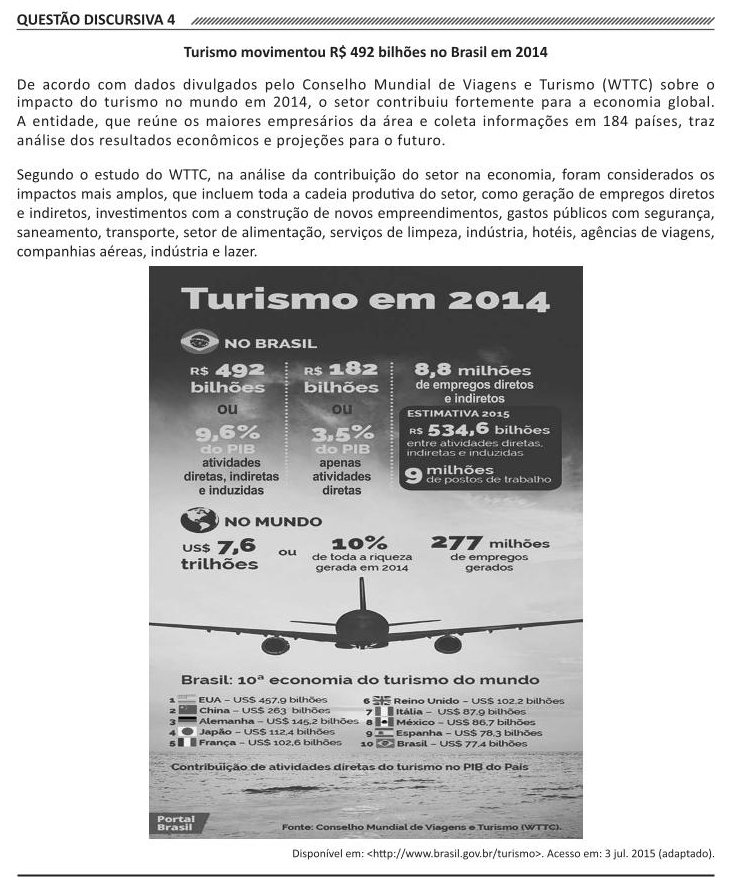 QUESTÃO DISCURSIVA 4
Turismo movimentou R$ 492 bilhões no Brasil em 2014
De acordo com dados divulgados pelo Conselho Mundial de Viagens e Turismo (WTTC) sobre o
impacto do turismo no mundo em 2014, o setor contribuiu fortemente para a economia global.
A entidade, que reúne os maiores empresários da área e coleta informações em 184 países, traz
análise dos resultados econômicos e projeções para o futuro.
Segundo o estudo do WTTC, na análise da contribuição do setor na economia, foram considerados os
impactos mais amplos, que incluem toda a cadeia produtiva do setor, como geração de empregos diretos
e indiretos, investimentos com a construção de novos empreendimentos, gastos públicos com segurança,
saneamento, transporte, setor de alimentação, serviços de limpeza, indústria, hotéis, agências de viagens,
companhias aéreas, indústria e lazer.
Turismo em 2014
NO BRASIL
R$ 492
bilhões
ou
9,6%
do PIB
atividades
diretas, indiretas
e induzidas
R$ 182
bilhões
ou
3,5%
do PIB
apenas
atividades
diretas
8,8 milhões
de empregos diretos
e indiretos
ESTIMATIVA 2015
R$ 534,6 bilhões
entre atividades diretas,
indiretas e induzidas
9 milhões
de postos de trabalho
NO MUNDO
US$ 7,6
trilhões
ou
10%
de toda a riqueza
gerada em 2014
277 milhões
de empregos
gerados
Brasil: 10ª economia do turismo do mundo
1 EUA – US$ 457,9 bilhões
2 China – US$ 263 bilhões
3 Alemanha – US$ 145,2 bilhões
4 Japão – US$ 112,4 bilhões
5 França – US$ 102,6 bilhões
6 Reino Unido – US$ 102,2 bilhões
7 Itália – US$ 87,9 bilhões
8 México – US$ 86,7 bilhões
9 Espanha – US$ 78,3 bilhões
10 Brasil – US$ 77,4 bilhões
Contribuição de atividades diretas do turismo no PIB do País
Portal
Brasil
Fonte: Conselho Mundial de Viagens e Turismo (WTTC).
Disponível em: <http://www.brasil.gov.br/turismo>. Acesso em: 3 jul. 2015 (adaptado).